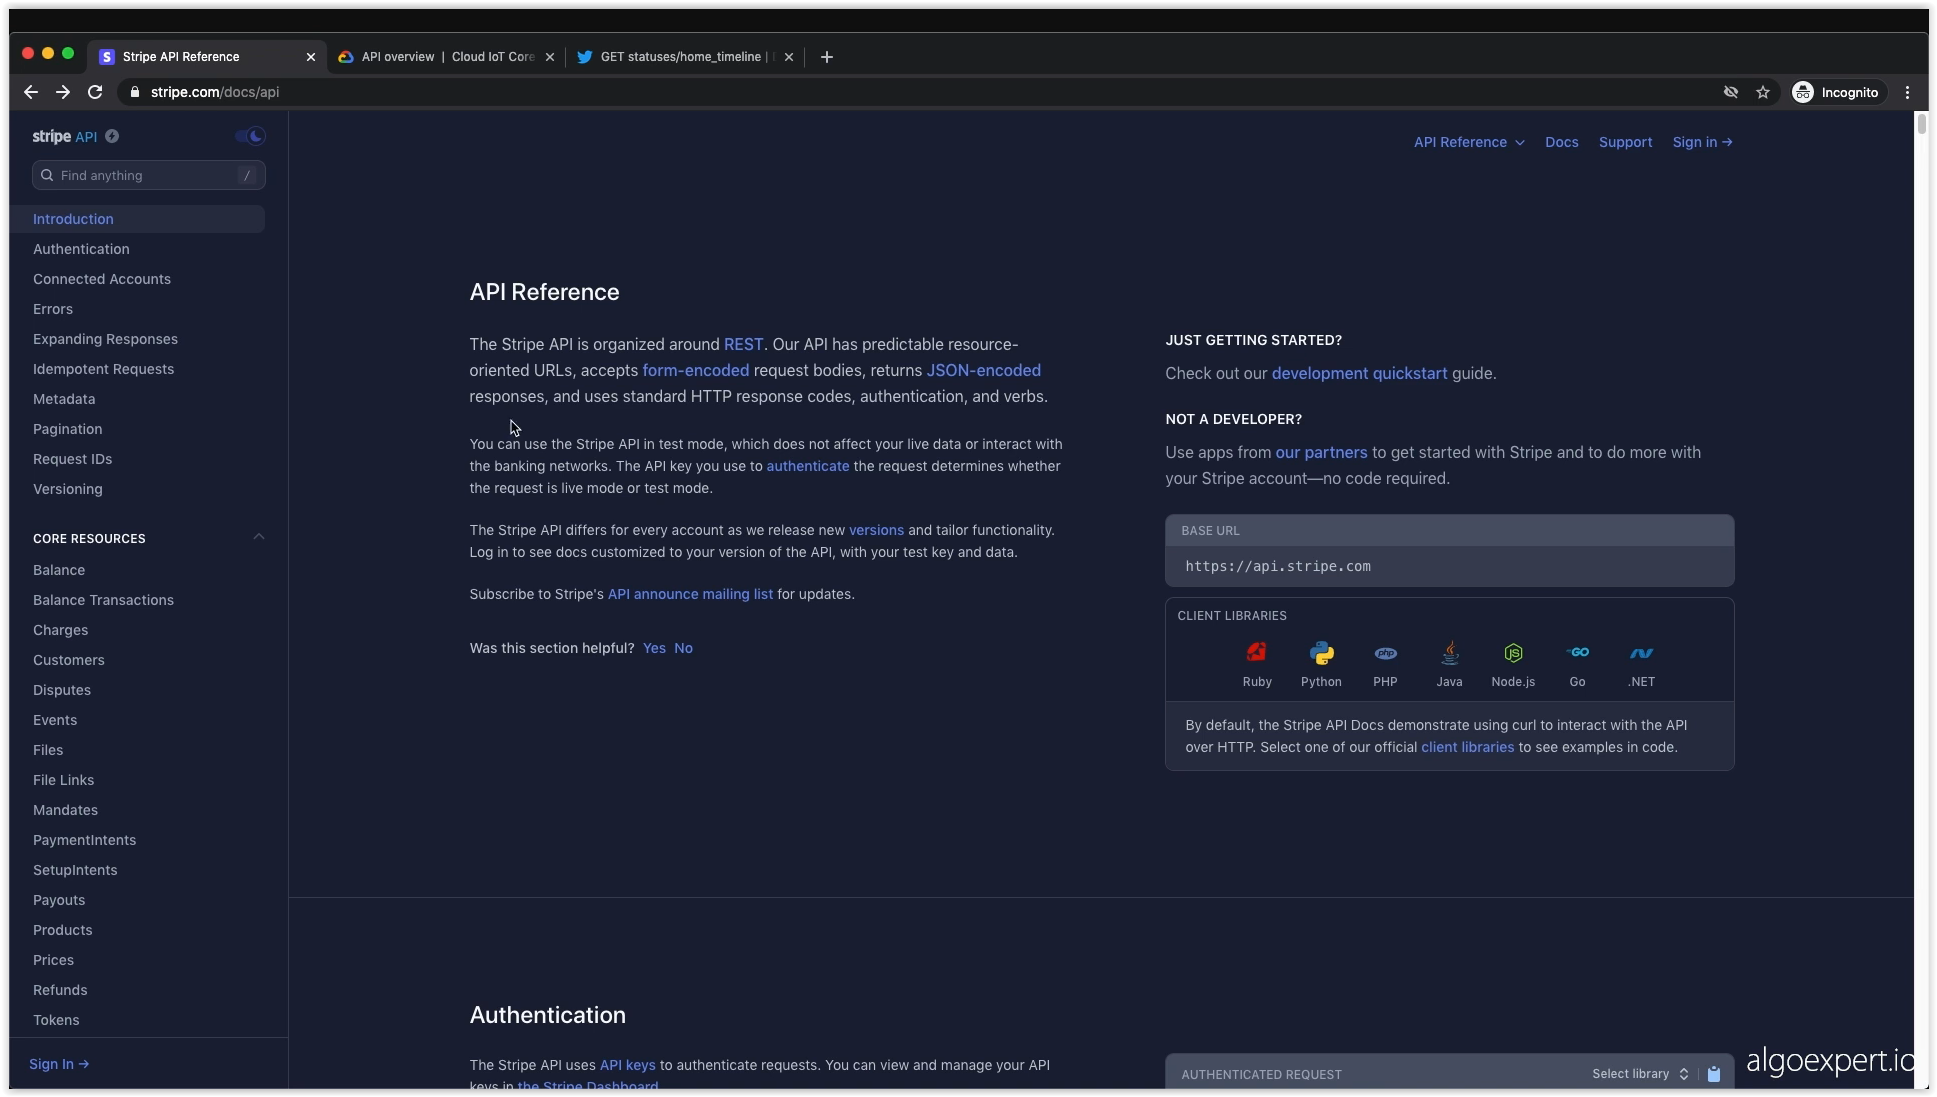 Stripe API Reference
API overview | Cloud IoT Core
GET statuses/home_timeline |
stripe.com/docs/api
Incognito
stripe API
Find anything /
Introduction
Authentication
Connected Accounts
Errors
Expanding Responses
Idempotent Requests
Metadata
Pagination
Request IDs
Versioning
CORE RESOURCES
Balance
Balance Transactions
Charges
Customers
Disputes
Events
Files
File Links
Mandates
PaymentIntents
SetupIntents
Payouts
Products
Prices
Refunds
Tokens
Sign In →
API Reference
Docs
Support
Sign in →
API Reference
The Stripe API is organized around REST. Our API has predictable resource-
oriented URLs, accepts form-encoded request bodies, returns JSON-encoded
responses, and uses standard HTTP response codes, authentication, and verbs.
You can use the Stripe API in test mode, which does not affect your live data or interact with
the banking networks. The API key you use to authenticate the request determines whether
the request is live mode or test mode.
The Stripe API differs for every account as we release new versions and tailor functionality.
Log in to see docs customized to your version of the API, with your test key and data.
Subscribe to Stripe's API announce mailing list for updates.
Was this section helpful? Yes No
JUST GETTING STARTED?
Check out our development quickstart guide.
NOT A DEVELOPER?
Use apps from our partners to get started with Stripe and to do more with
your Stripe account—no code required.
BASE URL
https://api.stripe.com
CLIENT LIBRARIES
Ruby
Python
php
PHP
Java
JS
Node.js
GO
Go
.NET
By default, the Stripe API Docs demonstrate using curl to interact with the API
over HTTP. Select one of our official client libraries to see examples in code.
Authentication
The Stripe API uses API keys to authenticate requests. You can view and manage your API
keys in the Stripe Dashboard
AUTHENTICATED REQUEST
Select library
algoexpert.io